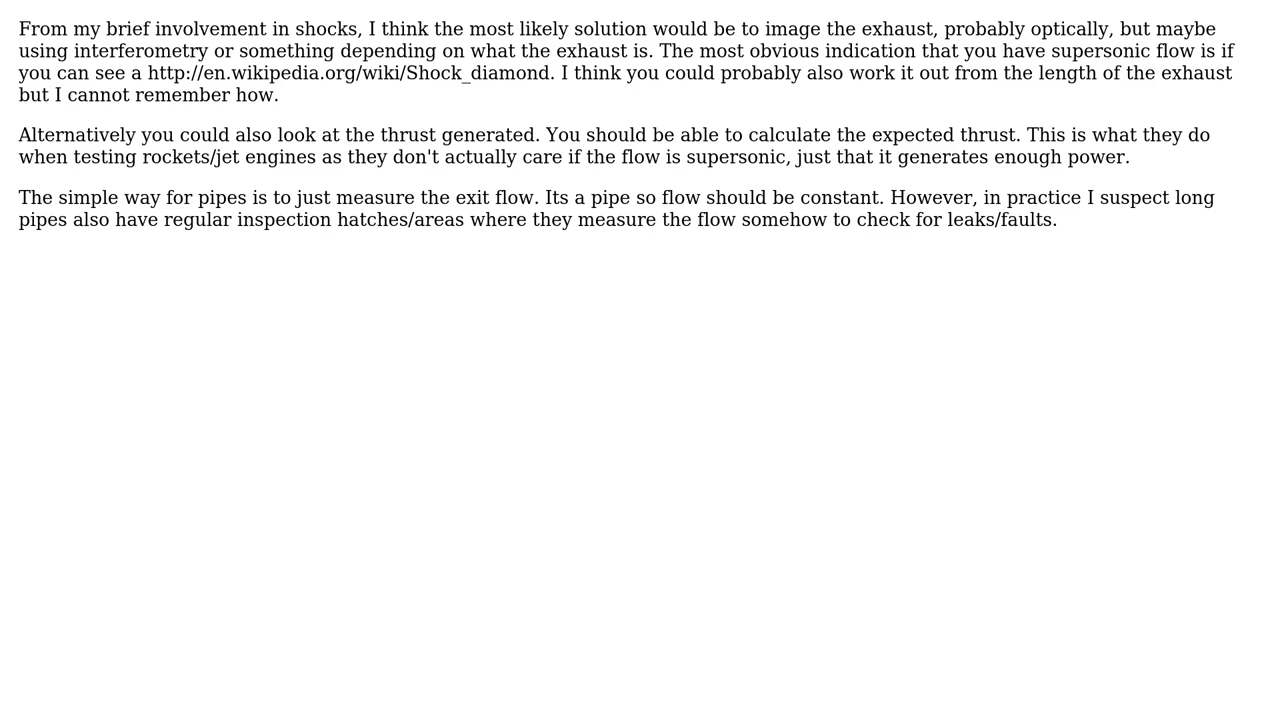 From my brief involvement in shocks, I think the most likely solution would be to image the exhaust, probably optically, but maybe
using interferometry or something depending on what the exhaust is. The most obvious indication that you have supersonic flow is if
you can see a http://en.wikipedia.org/wiki/Shock_diamond. I think you could probably also work it out from the length of the exhaust
but I cannot remember how.
Alternatively you could also look at the thrust generated. You should be able to calculate the expected thrust. This is what they do
when testing rockets/jet engines as they don't actually care if the flow is supersonic, just that it generates enough power.
The simple way for pipes is to just measure the exit flow. Its a pipe so flow should be constant. However, in practice I suspect long
pipes also have regular inspection hatches/areas where they measure the flow somehow to check for leaks/faults.